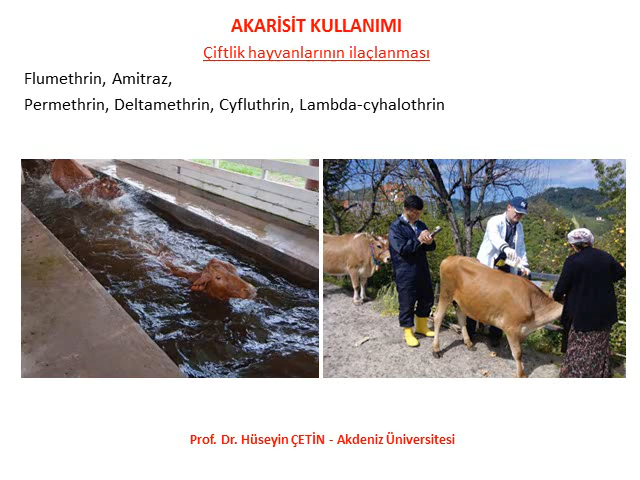 AKARİSİT KULLANIMI
Çiftlik hayvanlarının ilaçlanması
Flumethrin, Amitraz,
Permethrin, Deltamethrin, Cyfluthrin, Lambda-cyhalothrin
Prof. Dr. Hüseyin ÇETİN - Akdeniz Üniversitesi